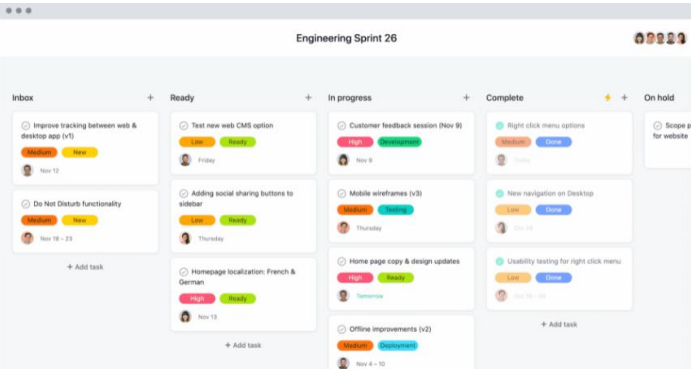 Engineering Sprint 26
Inbox
Improve tracking between web &
desktop app (v1)
Medium New
Nov 12
Do Not Disturb functionality
Medium New
Nov 18 – 23
+ Add task
Ready
Test new web CMS option
Low Ready
Friday
Adding social sharing buttons to
sidebar
Low Ready
Thursday
Homepage localization: French &
German
High Ready
Nov 13
+ Add task
In progress
Customer feedback session (Nov 9)
High Development
Nov 9
Mobile wireframes (v3)
Medium Testing
Thursday
Home page copy & design updates
High Ready
Tomorrow
Offline improvements (v2)
Medium Deployment
Nov 4 – 10
Complete
Right click menu options
Medium Done
New navigation on Desktop
Low Done
Usability testing for right click menu
Low Done
+ Add task
On hold
Scope p
for website